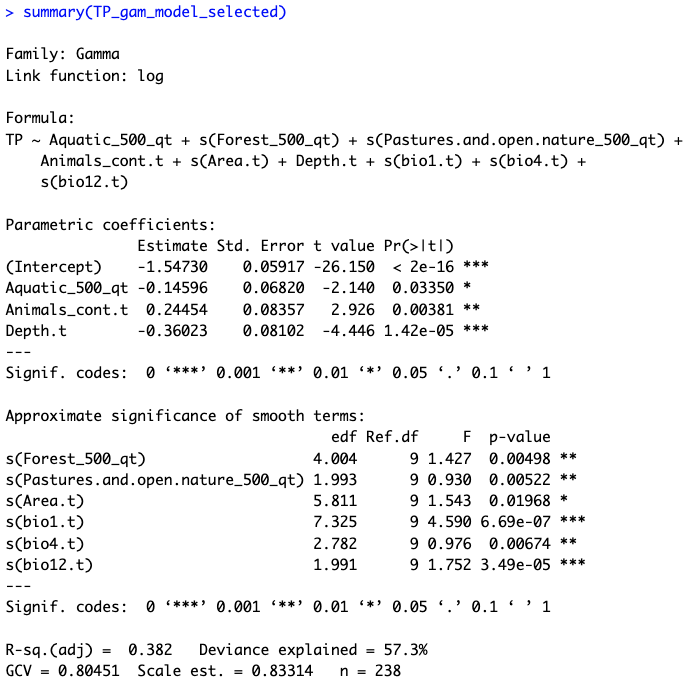 > summary(TP_gam_model_selected)
Family: Gamma
Link function: log
Formula:
TP ~ Aquatic_500_qt + s(Forest_500_qt) + s(Pastures.and.open.nature_500_qt) +
    Animals_cont.t + s(Area.t) + Depth.t + s(bio1.t) + s(bio4.t) +
    s(bio12.t)
Parametric coefficients:
               Estimate Std. Error t value Pr(>|t|)
(Intercept)    -1.54730    0.05917 -26.150  < 2e-16 ***
Aquatic_500_qt -0.14596    0.06820  -2.140  0.03350 *
Animals_cont.t  0.24454    0.08357   2.926  0.00381 **
Depth.t        -0.36023    0.08102  -4.446 1.42e-05 ***
---
Signif. codes:  0 ‘***’ 0.001 ‘**’ 0.01 ‘*’ 0.05 ‘.’ 0.1 ‘ ’ 1
Approximate significance of smooth terms:
                                      edf Ref.df     F  p-value
s(Forest_500_qt)                    4.004      9 1.427  0.00498 **
s(Pastures.and.open.nature_500_qt) 1.993      9 0.930  0.00522 **
s(Area.t)                           5.811      9 1.543  0.01968 *
s(bio1.t)                           7.325      9 4.590 6.69e-07 ***
s(bio4.t)                           2.782      9 0.976  0.00674 **
s(bio12.t)                          1.991      9 1.752 3.49e-05 ***
---
Signif. codes:  0 ‘***’ 0.001 ‘**’ 0.01 ‘*’ 0.05 ‘.’ 0.1 ‘ ’ 1
R-sq.(adj) =  0.382   Deviance explained = 57.3%
GCV = 0.80451  Scale est. = 0.83314   n = 238